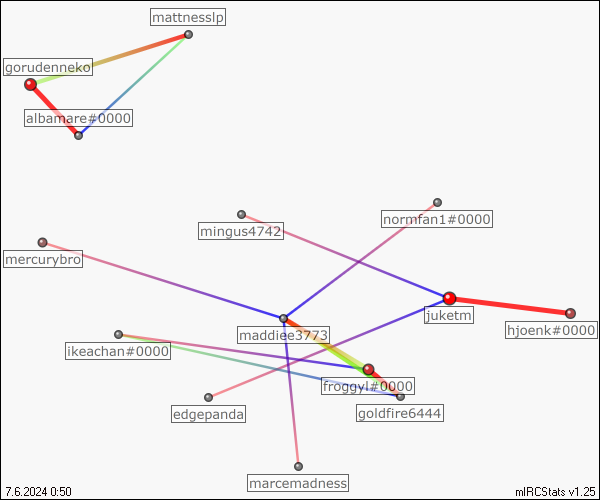 mattnesslp
gorudenneko
albamare#0000
mingus4742
normfan1#0000
mercurybro
juketm
hjoenk#0000
maddiee3773
ikeachan#0000
froggyl#0000
edgepanda
goldfire6444
marcemadness
7.6.2024 0:50
mIRCStats v1.25